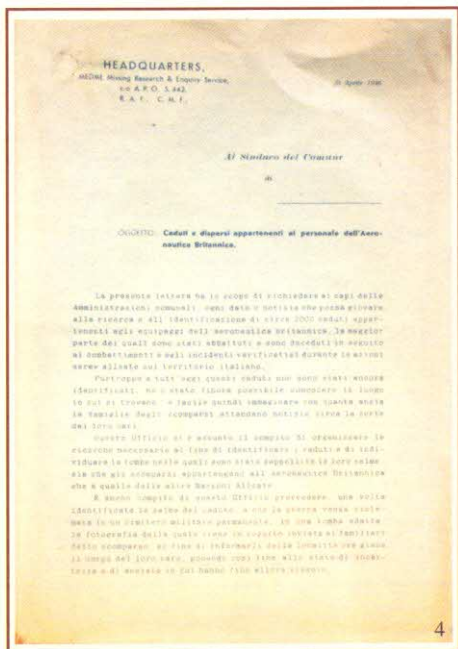 HEADQUARTERS,
MEDME Missing Research & Enquiry Service,
c/o A.P.O. S. 462,
R. A. F., C. M. F.
Aprile 1946
Al Sindaco del Comune
di
OGGETTO: Caduti e dispersi appartenenti al personale dell'Aero-
nautica Britannica.
La presente lettera ha lo scopo di richiedere ai capi delle
Amministrazioni comunali, ogni dato o notizia che possa giovare
alla ricerca e all'identificazione di oltre 2000 caduti appar-
tenenti agli equipaggi dell'aeronautica britannica, la maggior
parte dei quali sono stati abbattuti e sono deceduti in seguito
ai combattimenti e agli incidenti verificatisi durante le azioni
aeree alleate sul territorio italiano.
Purtroppo a tutt'oggi questi caduti non sono stati ancora
identificati, nè è stato finora possibile conoscere il luogo
in cui si trovano; è facile quindi immaginare con quanta ansia
le famiglie degli scomparsi attendano notizie circa la sorte
dei loro cari.
Questo Ufficio si è assunto il compito di organizzare le
ricerche necessarie al fine di identificare i caduti e di indi-
viduare le tombe nelle quali sono state seppellite le loro salme
sia che gli scomparsi appartengano all'Aeronautica Britannica
che a quelle delle altre Nazioni Alleate.
È anche compito di questo Ufficio provvedere, una volta
identificate le salme dei caduti, a che la guerra venga
in un cimitero militare permanente, in una tomba
la fotografia della quale viene in seguito inviata ai familiari
dello scomparso, al fine di informarli della località ove giace
il corpo del loro caro, ponendo così fine allo stato di incer-
tezza e di ansietà in cui hanno fino allora vissuto.
4